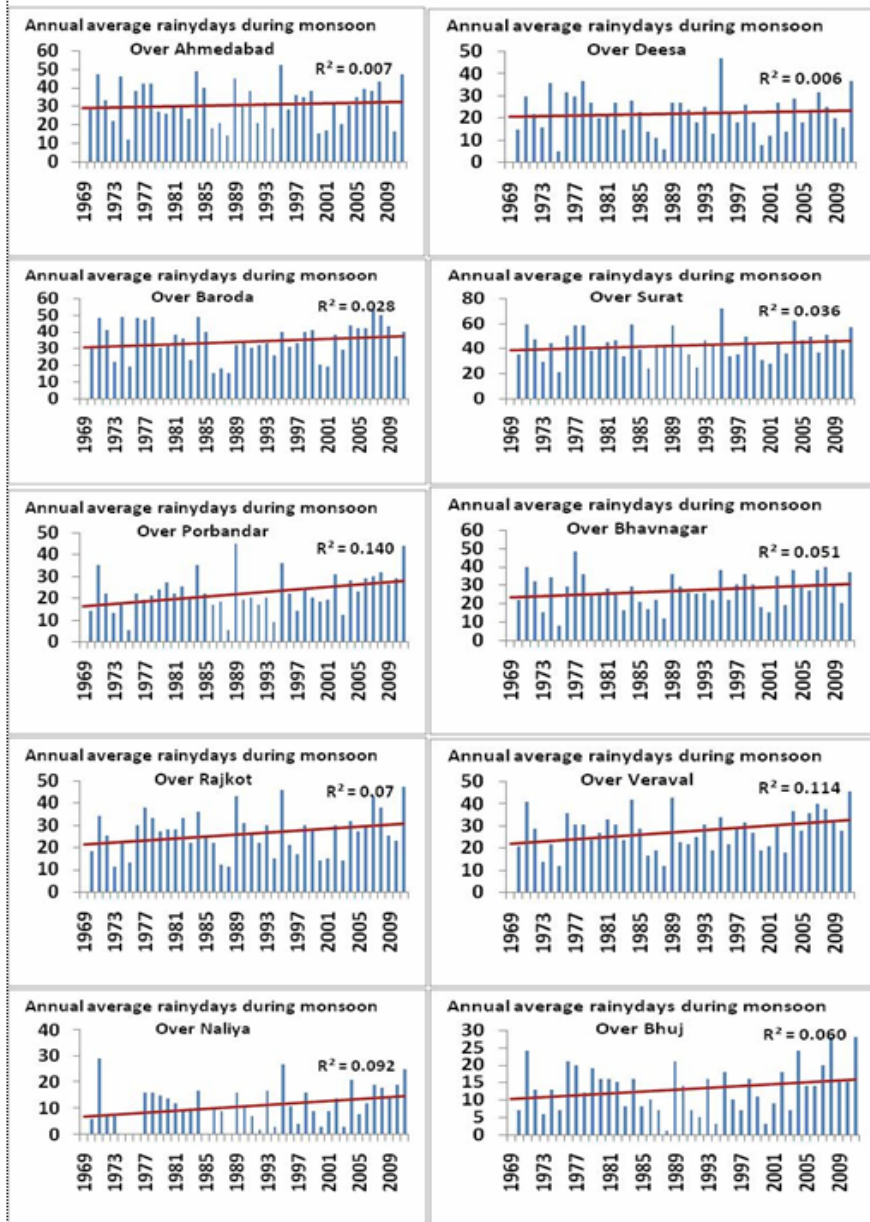 Annual average rainydays during monsoon
Over Ahmedabad
R² = 0.007
60
50
40
30
20
10
0
1969 1973 1977 1981 1985 1989 1993 1997 2001 2005 2009
Annual average rainydays during monsoon
Over Deesa
R² = 0.006
50
40
30
20
10
0
1969 1973 1977 1981 1985 1989 1993 1997 2001 2005 2009
Annual average rainydays during monsoon
Over Baroda
R² = 0.028
60
50
40
30
20
10
0
1969 1973 1977 1981 1985 1989 1993 1997 2001 2005 2009
Annual average rainydays during monsoon
Over Surat
R² = 0.036
80
60
40
20
0
1969 1973 1977 1981 1985 1989 1993 1997 2001 2005 2009
Annual average rainydays during monsoon
Over Porbandar
R² = 0.140
50
40
30
20
10
0
1969 1973 1977 1981 1985 1989 1993 1997 2001 2005 2009
Annual average rainydays during monsoon
Over Bhavnagar
R² = 0.051
60
50
40
30
20
10
0
1969 1973 1977 1981 1985 1989 1993 1997 2001 2005 2009
Annual average rainydays during monsoon
Over Rajkot
R² = 0.07
50
40
30
20
10
0
1969 1973 1977 1981 1985 1989 1993 1997 2001 2005 2009
Annual average rainydays during monsoon
Over Veraval
R² = 0.114
50
40
30
20
10
0
1969 1973 1977 1981 1985 1989 1993 1997 2001 2005 2009
Annual average rainydays during monsoon
Over Naliya
R² = 0.092
40
30
20
10
0
1969 1973 1977 1981 1985 1989 1993 1997 2001 2005 2009
Annual average rainydays during monsoon
Over Bhuj
R² = 0.060
30
25
20
15
10
5
0
1969 1973 1977 1981 1985 1989 1993 1997 2001 2005 2009